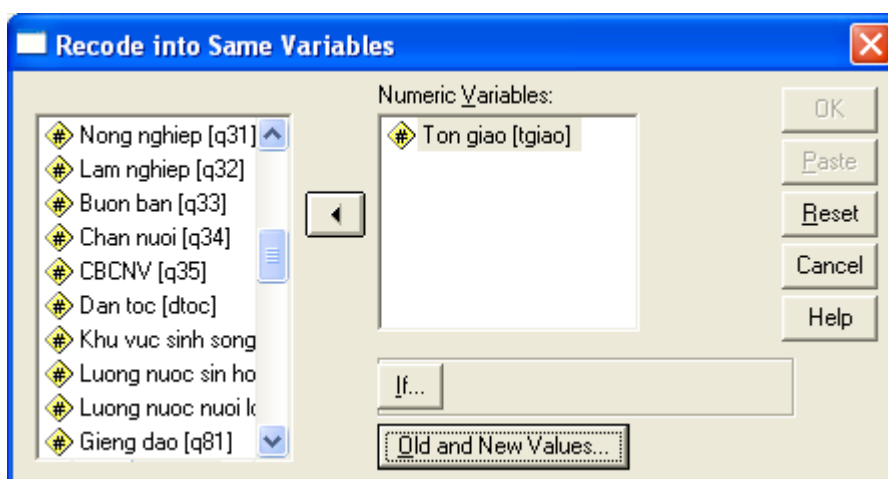 Recode into Same Variables
Nong nghiep [q31]
Lam nghiep [q32]
Buon ban [q33]
Chan nuoi [q34]
CBCNV [q35]
Dan toc [dtoc]
Khu vuc sinh song
Luong nuoc sin ho
Luong nuoc nuoi lo
Gieng dao [q81]
Numeric Variables:
Ton giao [tgiao]
If...
Old and New Values...
OK
Paste
Reset
Cancel
Help